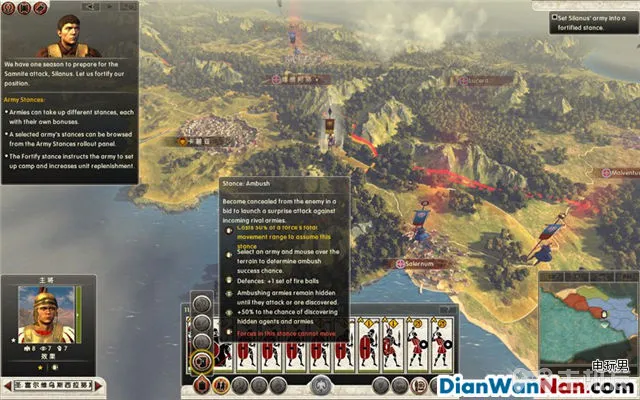 We have one season to prepare for the
Samnite attack, Silanus. Let us fortify our
position.
Army Stances:
Armies can take up different stances, each
with their own bonuses.
A selected army's stances can be browsed
from the Army Stances rollout panel.
The Fortify stance instructs the army to set
up camp and increases unit replenishment.
Set Silanus' army into a
fortified stance.
Lucera
Malventum
Salernum
Stance: Ambush
Become concealed from the enemy in a
bid to launch a surprise attack against
incoming rival armies.
Costs 50% of a force's total
movement range to assume this
stance
Select an army and mouse over the
terrain to determine ambush
success chance.
Defences: +1 set of fire balls
Ambushing armies remain hidden
until they attack or are discovered.
+50% to the chance of discovering
hidden agents and armies
Forces in this stance cannot move.
主将
8 7 7
效果
电玩男
DianWanNan.com